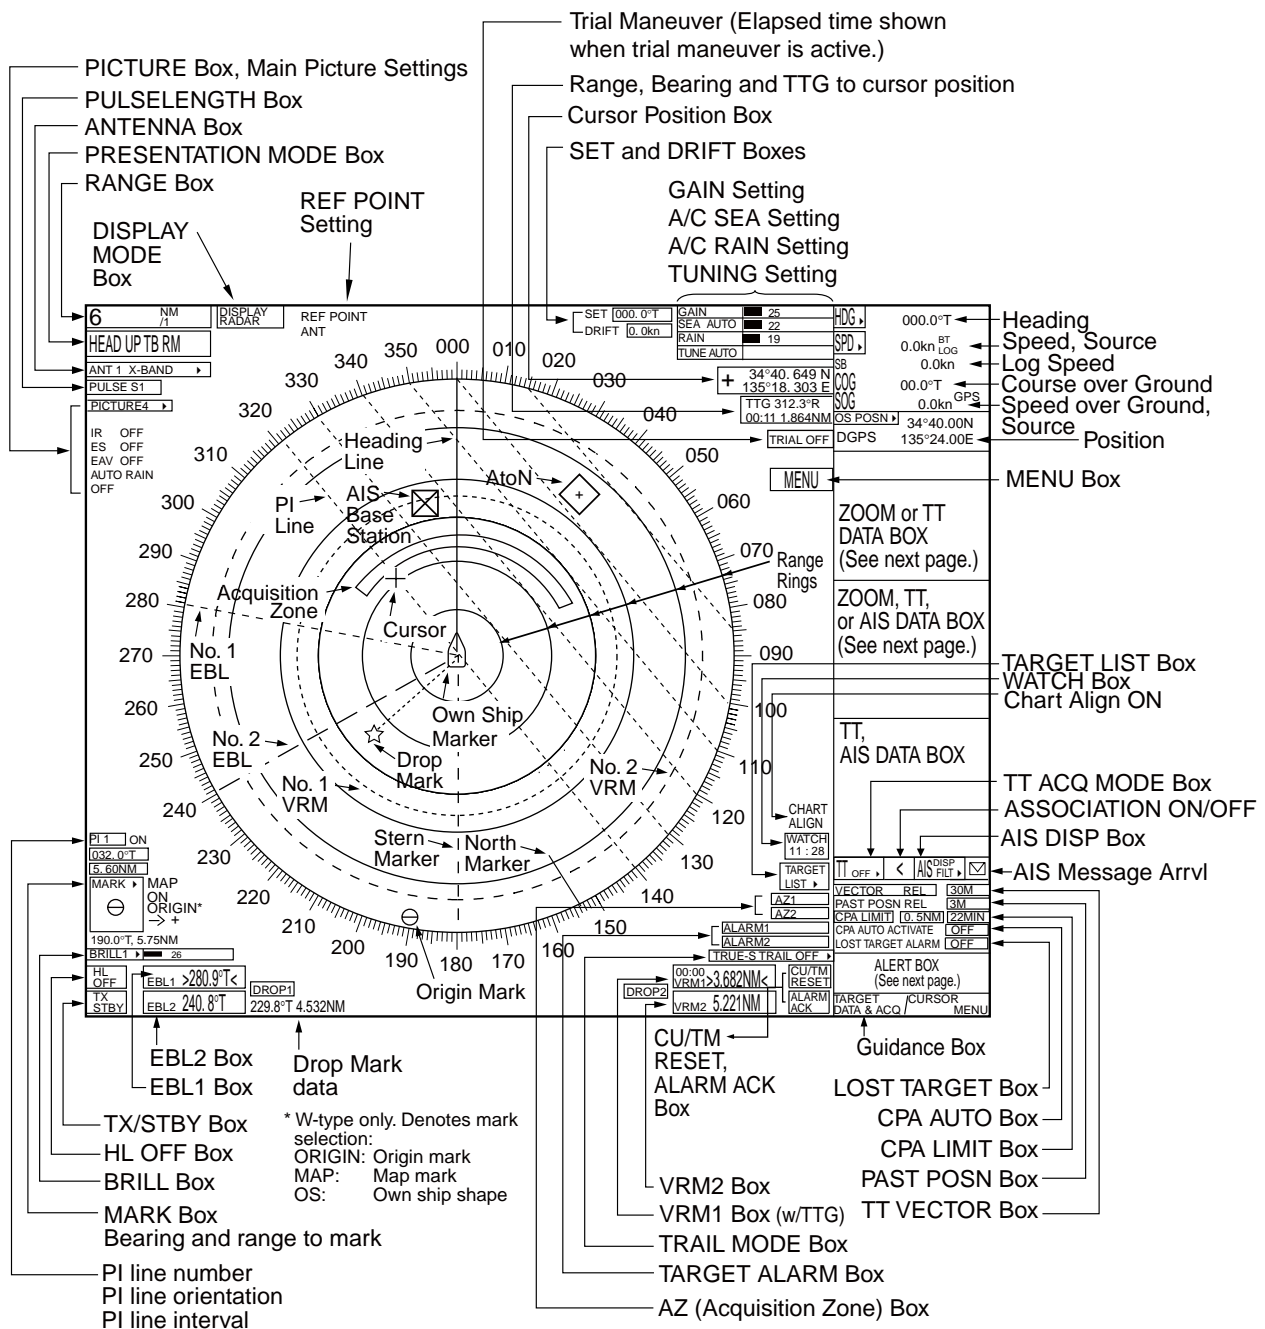 Trial Maneuver (Elapsed time shown
when trial maneuver is active.)
PICTURE Box, Main Picture Settings
Range, Bearing and TTG to cursor position
PULSELENGTH Box
Cursor Position Box
ANTENNA Box
SET and DRIFT Boxes
PRESENTATION MODE Box
RANGE Box
REF POINT
Setting
GAIN Setting
A/C SEA Setting
A/C RAIN Setting
TUNING Setting
DISPLAY
MODE
Box
6 NM
/1
DISPLAY
RADAR
REF POINT
ANT
HEAD UP TB RM
ANT 1 X-BAND
PULSE S1
PICTURE4
IR OFF
ES OFF
EAV OFF
AUTO RAIN
OFF
SET 000. 0°T
DRIFT 0. 0kn
GAIN 25
SEA AUTO 22
RAIN 19
TUNE AUTO
+ 34°40. 649 N
135°18. 303 E
TTG 312.3°R
00:11 1.864NM
TRIAL OFF
MENU
HDG 000.0°T
SPD 0.0kn BT
LOG
SB 0.0kn
COG 00.0°T
SOG 0.0kn GPS
OS POSN 34°40.00N
DGPS 135°24.00E
Heading
Speed, Source
Log Speed
Course over Ground
Speed over Ground,
Source
Position
MENU Box
ZOOM or TT
DATA BOX
(See next page.)
ZOOM, TT,
or AIS DATA BOX
(See next page.)
TT,
AIS DATA BOX
000
010
020
030
040
050
060
070
080
090
100
110
120
130
140
150
160
170
180
190
200
210
220
230
240
250
260
270
280
290
300
310
320
330
340
350
Heading
Line
PI
Line
AIS
Base
Station
AtoN
Range
Rings
Acquisition
Zone
Cursor
No. 1
EBL
Own Ship
Marker
No. 2
EBL
Drop
Mark
No. 1
VRM
No. 2
VRM
Stern
Marker
North
Marker
Origin Mark
TARGET LIST Box
WATCH Box
Chart Align ON
TT ACQ MODE Box
ASSOCIATION ON/OFF
AIS DISP Box
AIS Message Arrvl
CHART
ALIGN
WATCH
11 : 28
TARGET
LIST
AZ1
AZ2
ALARM1
ALARM2
TRUE-S TRAIL OFF
00:00
VRM1 >3.682NM<
DROP2
VRM2 5.221NM
CU/TM
RESET
ALARM
ACK
TT OFF
<
AIS DISP
FILT
VECTOR REL 30M
PAST POSN REL 3M
CPA LIMIT 0. 5NM 22MIN
CPA AUTO ACTIVATE OFF
LOST TARGET ALARM OFF
ALERT BOX
(See next page.)
TARGET
DATA & ACQ /CURSOR
MENU
PI 1 ON
032. 0°T
5. 60NM
MARK
MAP
ON
ORIGIN*
→ +
190.0°T, 5.75NM
BRILL1 26
HL
OFF
TX
STBY
EBL1 >280.9°T<
EBL2 240. 8°T
DROP1
229.8°T 4.532NM
EBL2 Box
EBL1 Box
TX/STBY Box
HL OFF Box
BRILL Box
MARK Box
Bearing and range to mark
PI line number
PI line orientation
PI line interval
Drop Mark
data
* W-type only. Denotes mark
selection:
ORIGIN: Origin mark
MAP: Map mark
OS: Own ship shape
CU/TM
RESET,
ALARM ACK
Box
Guidance Box
LOST TARGET Box
CPA AUTO Box
CPA LIMIT Box
PAST POSN Box
TT VECTOR Box
VRM2 Box
VRM1 Box (w/TTG)
TRAIL MODE Box
TARGET ALARM Box
AZ (Acquisition Zone) Box